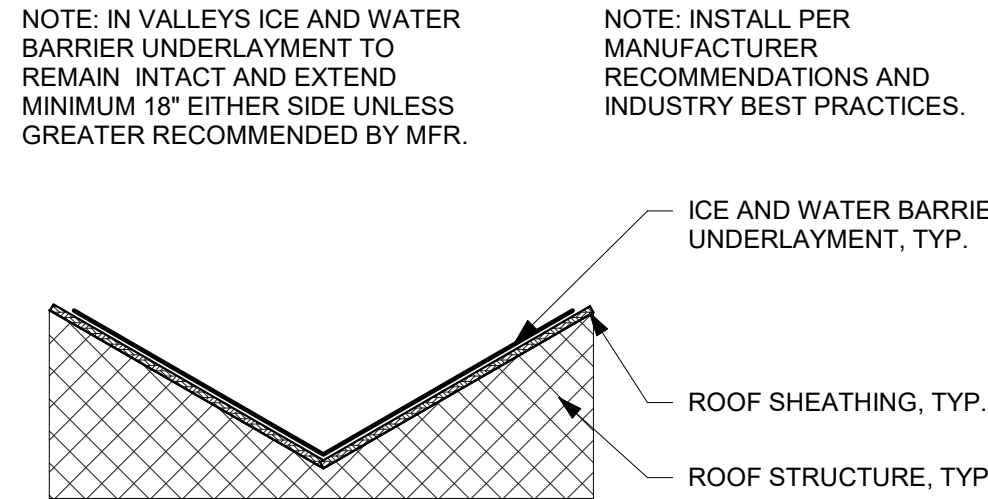 NOTE: IN VALLEYS ICE AND WATER
BARRIER UNDERLAYMENT TO
REMAIN INTACT AND EXTEND
MINIMUM 18" EITHER SIDE UNLESS
GREATER RECOMMENDED BY MFR.
NOTE: INSTALL PER
MANUFACTURER
RECOMMENDATIONS AND
INDUSTRY BEST PRACTICES.
ICE AND WATER BARRIE
UNDERLAYMENT, TYP.
ROOF SHEATHING, TYP.
ROOF STRUCTURE, TYP